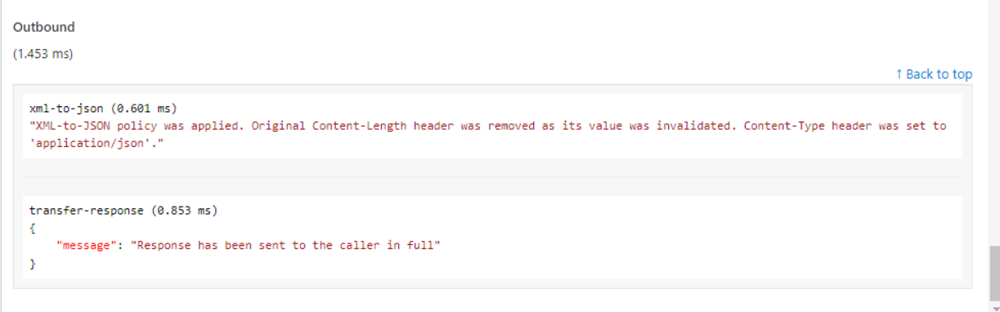 Outbound
(1.453 ms)
↑ Back to top
xml-to-json (0.601 ms)
"XML-to-JSON policy was applied. Original Content-Length header was removed as its value was invalidated. Content-Type header was set to
'application/json'."
transfer-response (0.853 ms)
{
    "message": "Response has been sent to the caller in full"
}